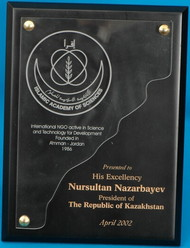 ISLAMIC ACADEMY OF SCIENCES
International NGO active in Science
and Technology for Development
Founded in
Amman - Jordan
1986
Presented to
His Excellency
Nursultan Nazarbayev
President of
The Republic of Kazakhstan
April 2002